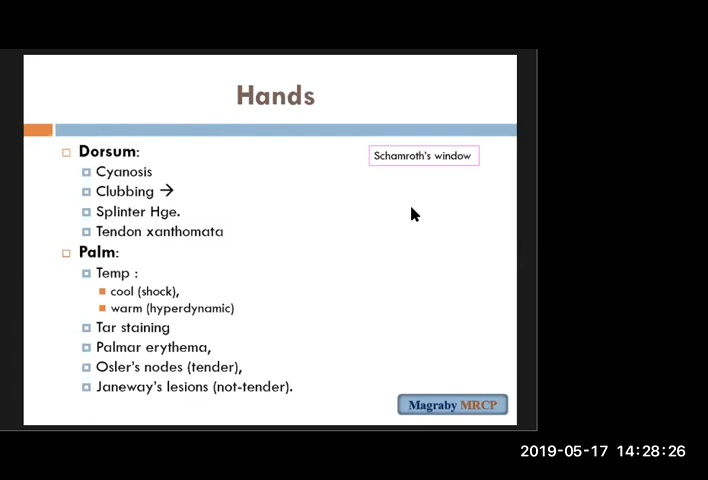 Hands
Dorsum:
Schamroth's window
Cyanosis
Clubbing →
Splinter Hge.
Tendon xanthomata
Palm:
Temp :
cool (shock),
warm (hyperdynamic)
Tar staining
Palmar erythema,
Osler's nodes (tender),
Janeway's lesions (not-tender).
Magraby MRCP
2019-05-17 14:28:26